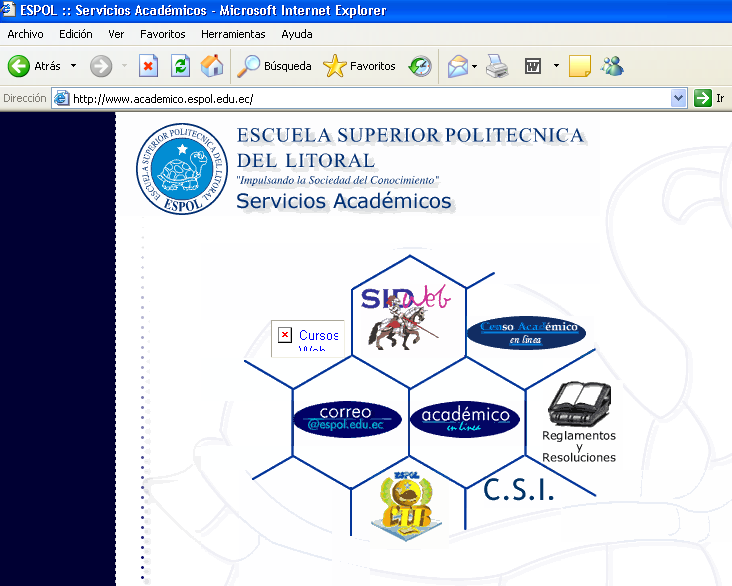 ESPOL :: Servicios Académicos - Microsoft Internet Explorer
Archivo Edición Ver Favoritos Herramientas Ayuda
Atrás Búsqueda Favoritos W
Dirección http://www.academico.espol.edu.ec/ Ir
ESCUELA SUPERIOR POLITECNICA DEL LITORAL
ESPOL
ESCUELA SUPERIOR POLITECNICA
DEL LITORAL
"Impulsando la Sociedad del Conocimiento"
Servicios Académicos
SIDWeb
Cursos
Web
Censo Académico
en línea
correo
@espol.edu.ec
académico
en línea
Reglamentos
y
Resoluciones
ESPOL
C.S.I.